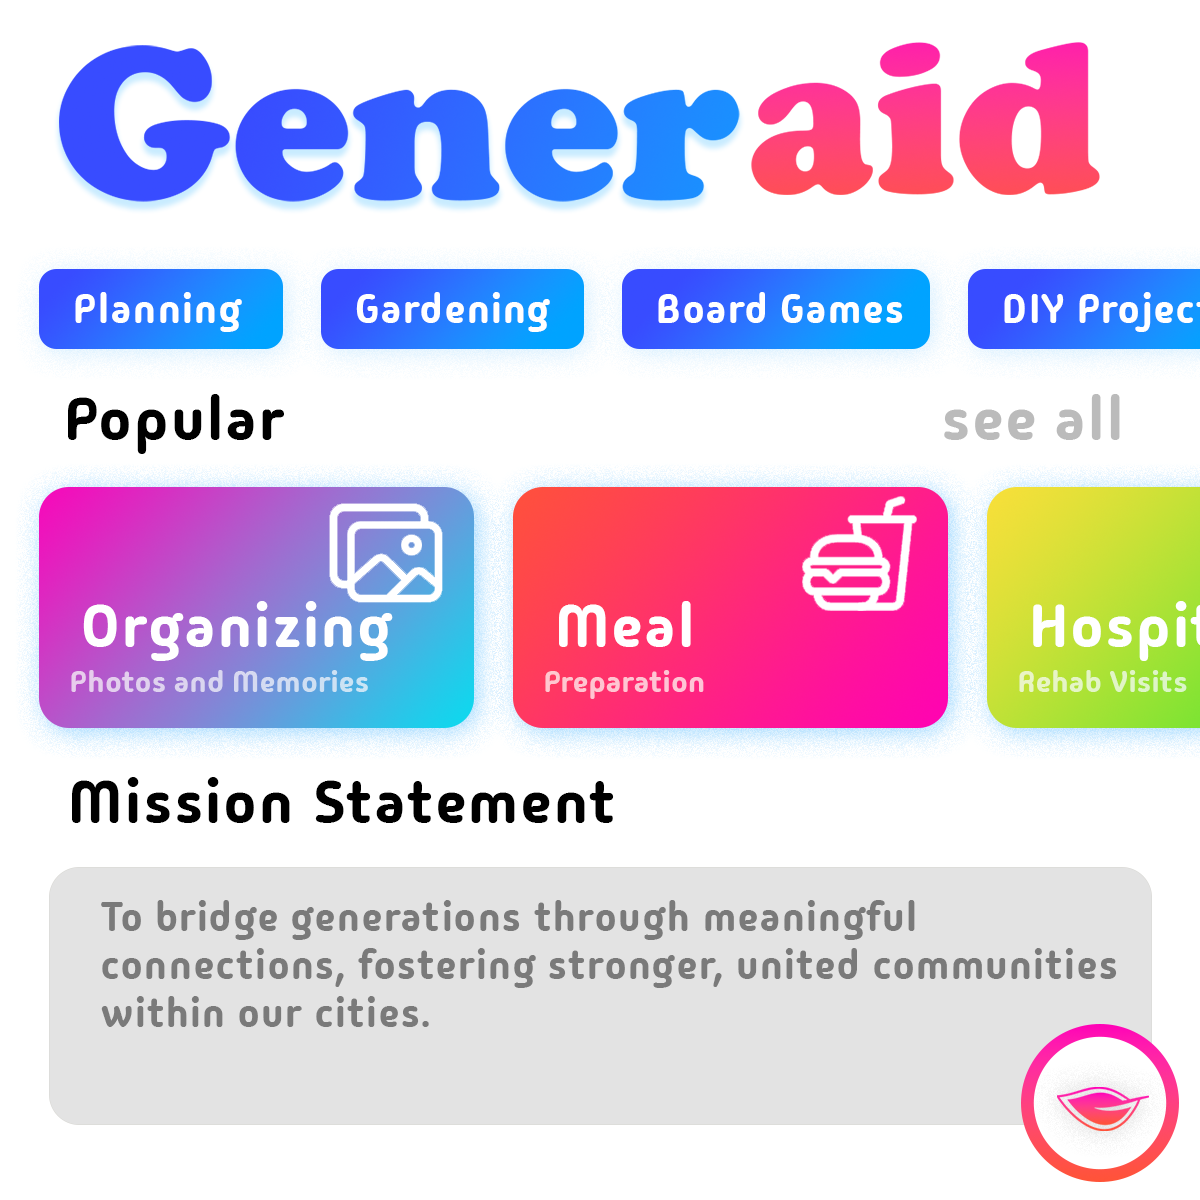 Generaid
Planning
Gardening
Board Games
DIY Project
Popular
see all
Organizing
Photos and Memories
Meal
Preparation
Hospit
Rehab Visits
Mission Statement
To bridge generations through meaningful
connections, fostering stronger, united communities
within our cities.